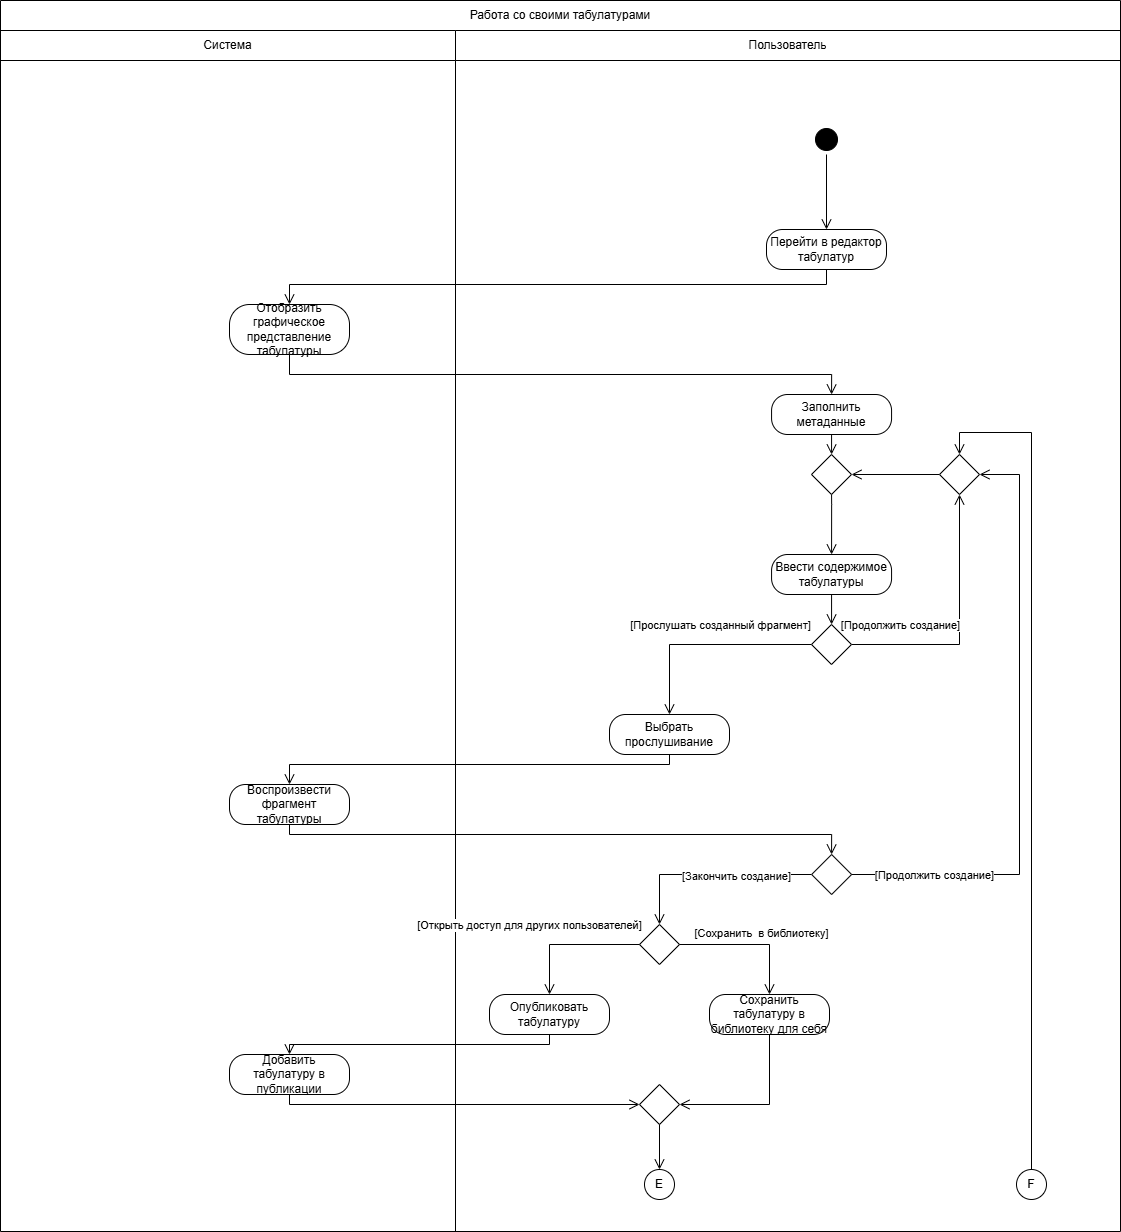 Работа со своими табулатурами
Система
Пользователь
Перейти в редактор
табулатур
Отобразить
графическое
представление
табулатуры
Заполнить
метаданные
Ввести содержимое
табулатуры
[Прослушать созданный фрагмент]
[Продолжить создание]
Выбрать
прослушивание
Воспроизвести
фрагмент
табулатуры
[Закончить создание]
[Продолжить создание]
[Открыть доступ для других пользователей]
[Сохранить  в библиотеку]
Опубликовать
табулатуру
Сохранить
табулатуру в
библиотеку для себя
Добавить
табулатуру в
публикации
E
F